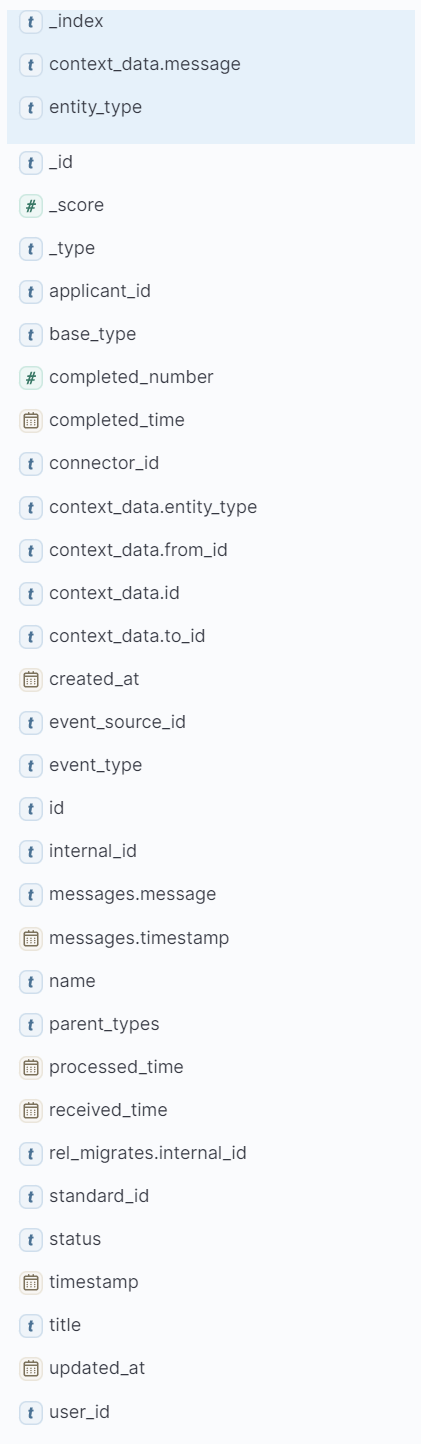 t _index
t context_data.message
t entity_type
t _id
# _score
t _type
t applicant_id
t base_type
# completed_number
completed_time
t connector_id
t context_data.entity_type
t context_data.from_id
t context_data.id
t context_data.to_id
created_at
t event_source_id
t event_type
t id
t internal_id
t messages.message
messages.timestamp
t name
t parent_types
processed_time
received_time
t rel_migrates.internal_id
t standard_id
t status
timestamp
t title
updated_at
t user_id